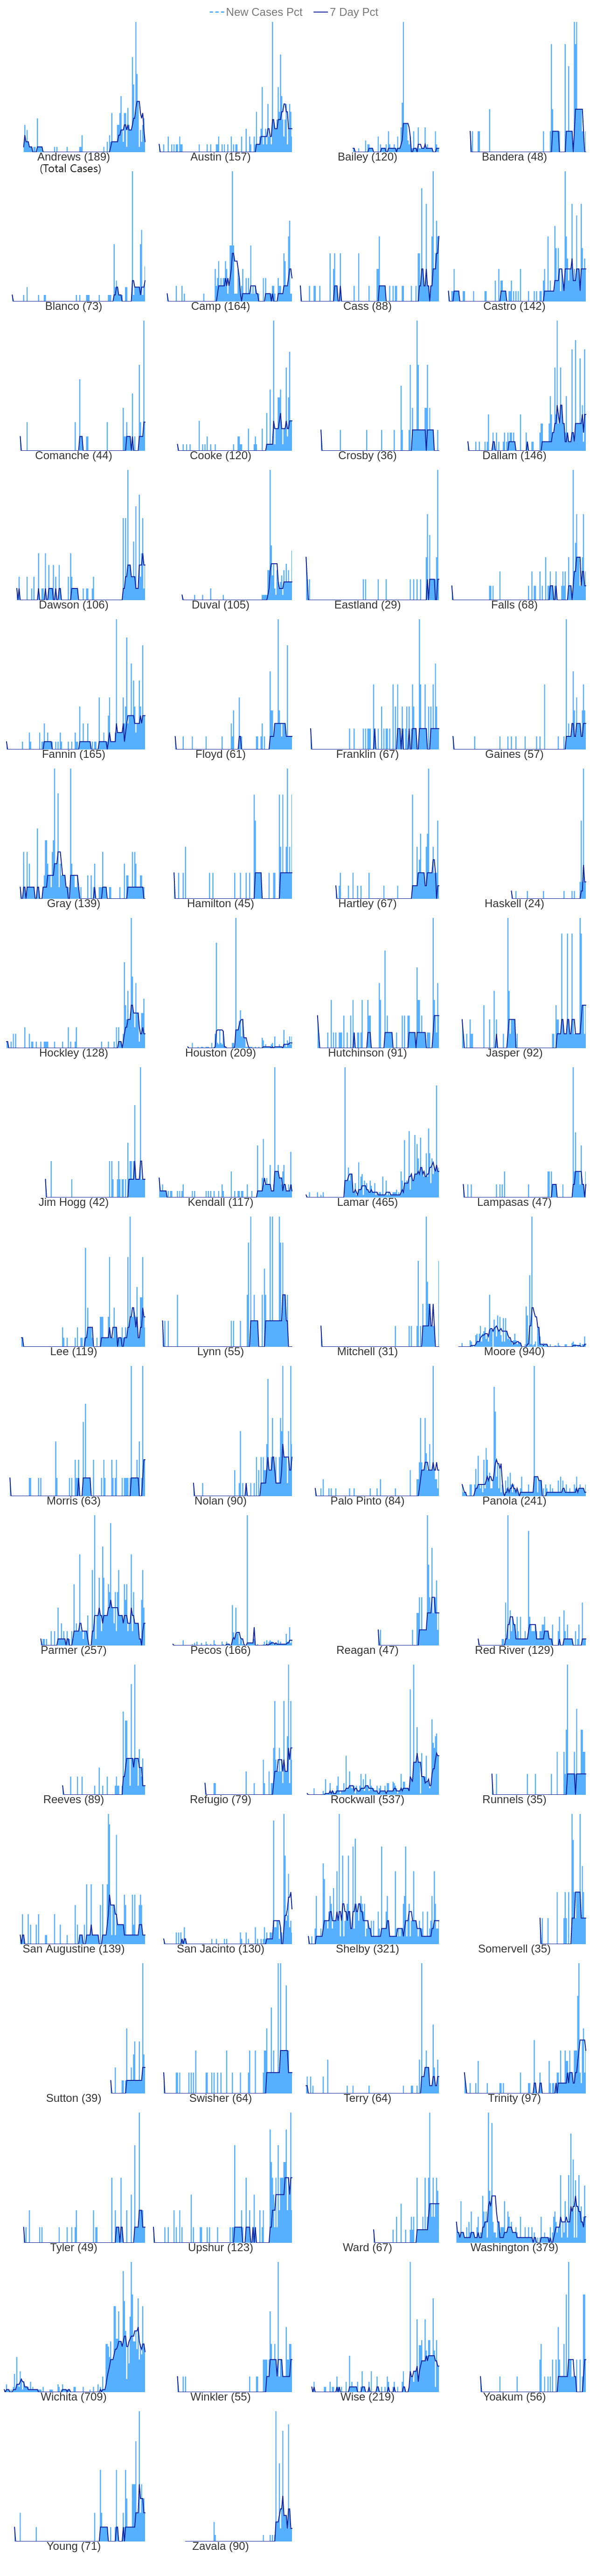 New Cases Pct 7 Day Pct
Andrews (189) Austin (157) Bailey (120) Bandera (48)
(Total Cases)
Blanco (73) Camp (164) Cass (88) Castro (142)
Comanche (44) Cooke (120) Crosby (36) Dallam (146)
Dawson (106) Duval (105) Eastland (29) Falls (68)
Fannin (165) Floyd (61) Franklin (67) Gaines (57)
Gray (139) Hamilton (45) Hartley (67) Haskell (24)
Hockley (128) Houston (209) Hutchinson (91) Jasper (92)
Jim Hogg (42) Kendall (117) Lamar (465) Lampasas (47)
Lee (119) Lynn (55) Mitchell (31) Moore (940)
Morris (63) Nolan (90) Palo Pinto (84) Panola (241)
Parmer (257) Pecos (166) Reagan (47) Red River (129)
Reeves (89) Refugio (79) Rockwall (537) Runnels (35)
San Augustine (139) San Jacinto (130) Shelby (321) Somervell (35)
Sutton (39) Swisher (64) Terry (64) Trinity (97)
Tyler (49) Upshur (123) Ward (67) Washington (379)
Wichita (709) Winkler (55) Wise (219) Yoakum (56)
Young (71) Zavala (90)